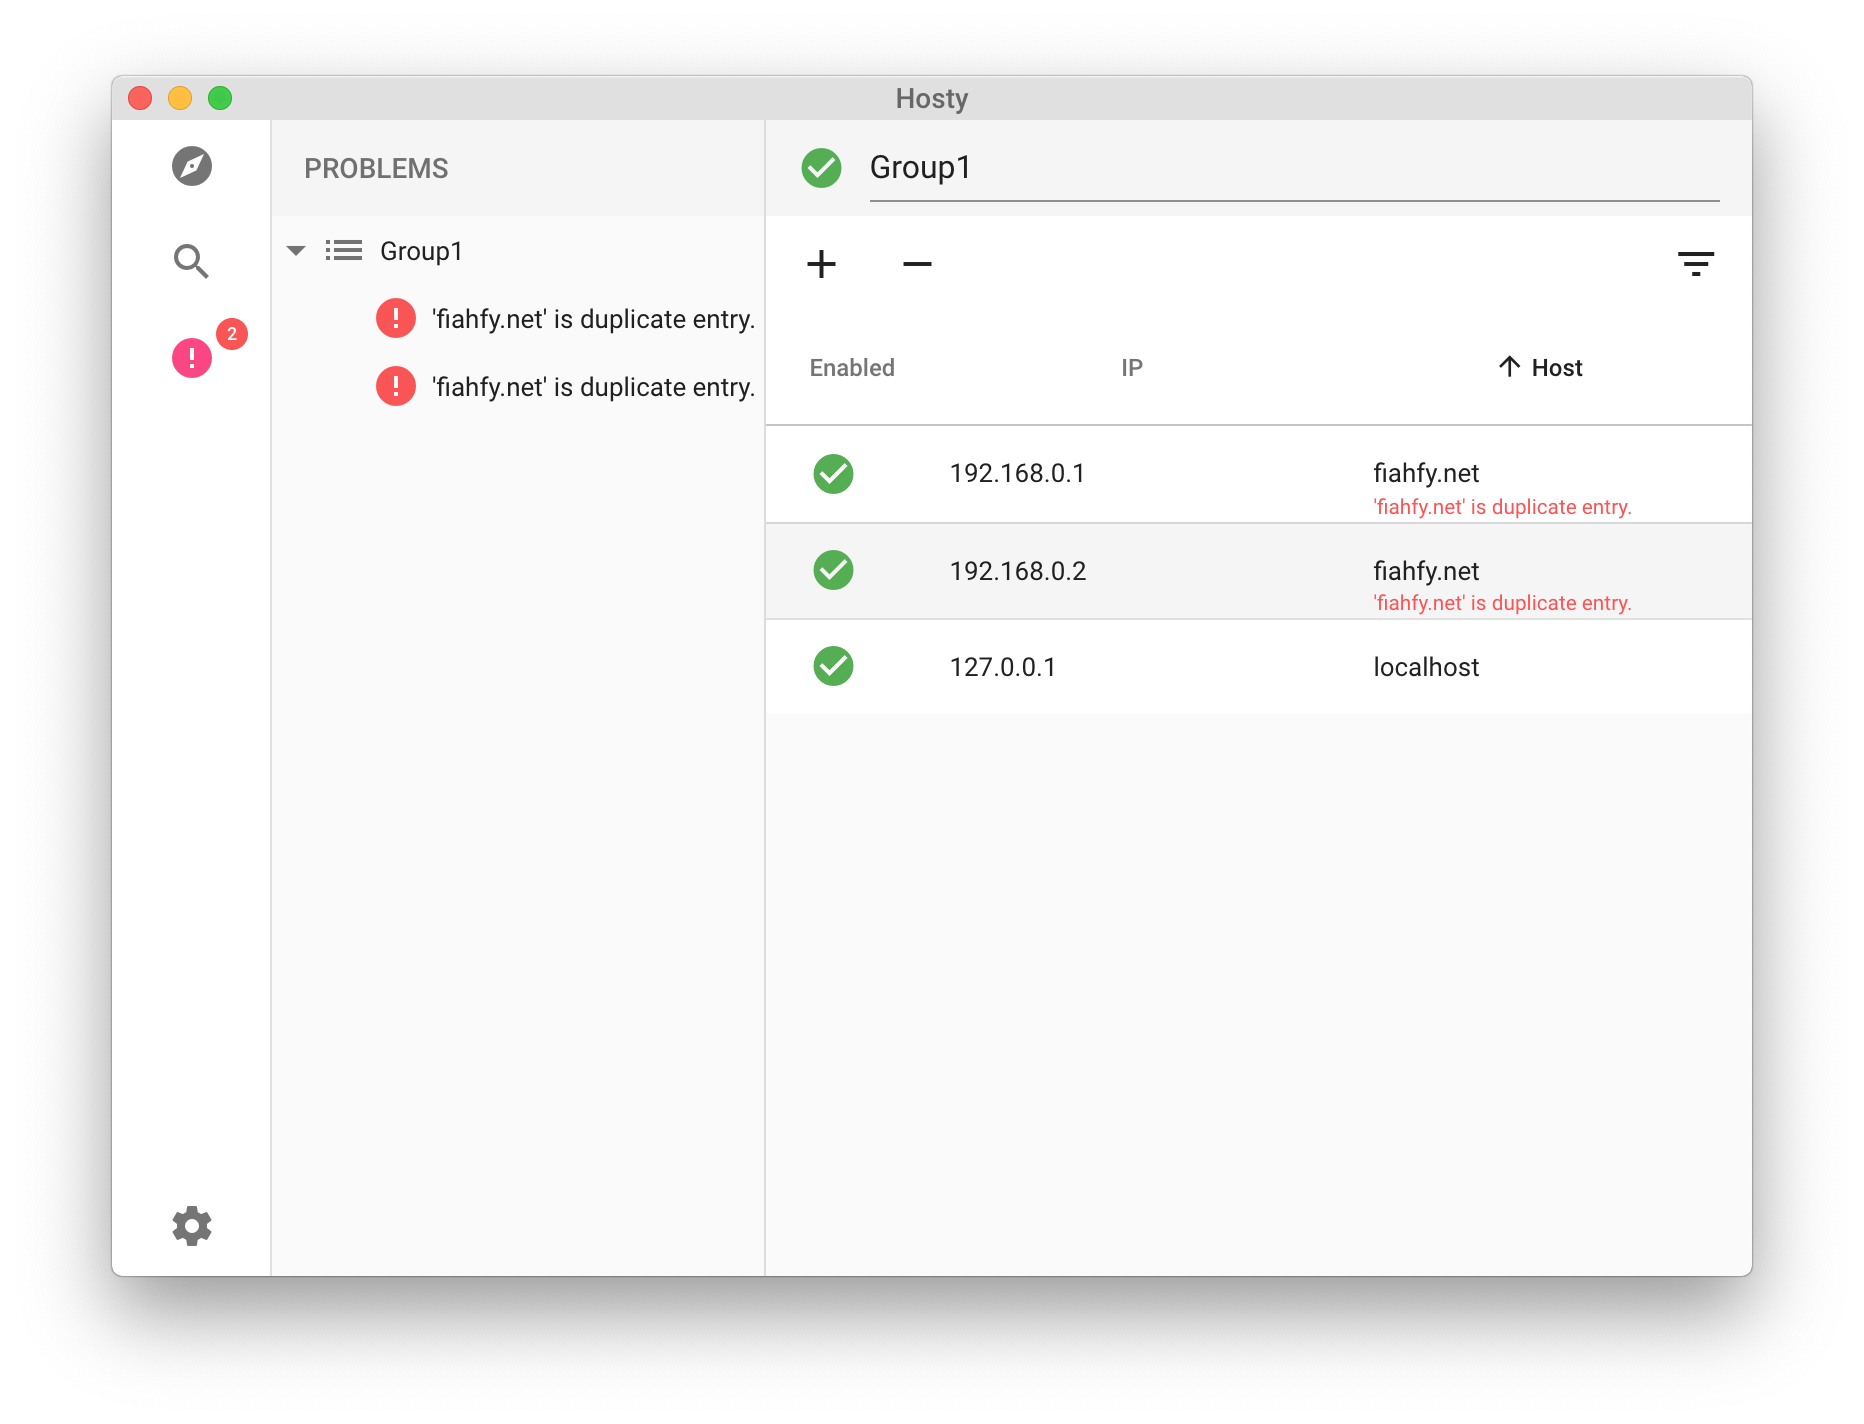 Hosty
PROBLEMS
Group1
'fiahfy.net' is duplicate entry.
'fiahfy.net' is duplicate entry.
2
Group1
Enabled IP Host
192.168.0.1 fiahfy.net
'fiahfy.net' is duplicate entry.
192.168.0.2 fiahfy.net
'fiahfy.net' is duplicate entry.
127.0.0.1 localhost